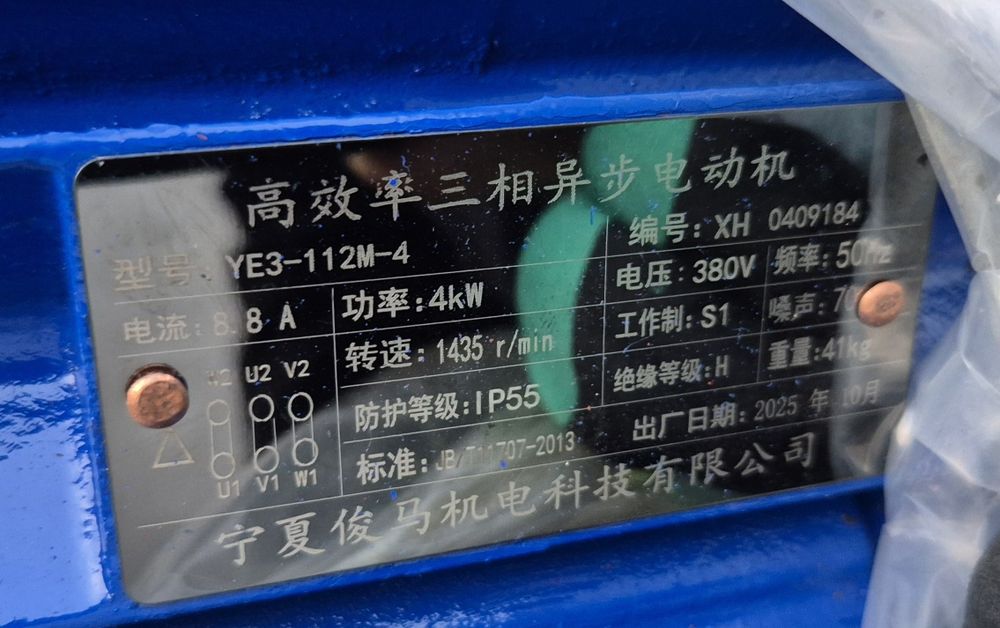 高效率三相异步电动机
型号: YE3-112M-4 编号: XH 0409184
电流: 8.8 A 功率: 4kW 电压: 380V 频率: 50Hz
转速: 1435 r/min 工作制: S1 噪声:
防护等级: IP55 绝缘等级: H 重量: 41kg
W2 U2 V2
U1 V1 W1
△
标准: JB/T11707-2013 出厂日期: 2025 年 10月
宁夏俊马机电科技有限公司